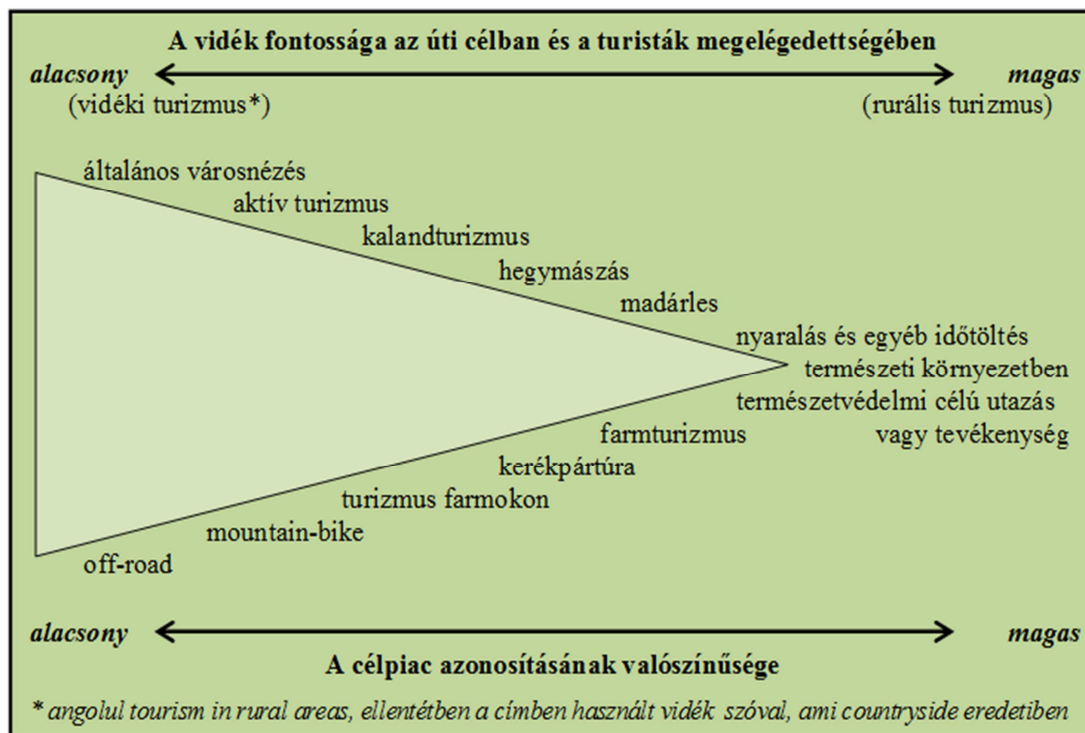 A vidék fontossága az úti célban és a turisták megelégedettségében
alacsony magas
(vidéki turizmus*) (rurális turizmus)
általános városnézés
aktív turizmus
kalandturizmus
hegymászás
madárles
nyaralás és egyéb időtöltés
természeti környezetben
természetvédelmi célú utazás
vagy tevékenység
farmturizmus
kerékpártúra
turizmus farmokon
mountain-bike
off-road
alacsony magas
A célpiac azonosításának valószínűsége
* angolul tourism in rural areas, ellentétben a címben használt vidék szóval, ami countryside eredetiben